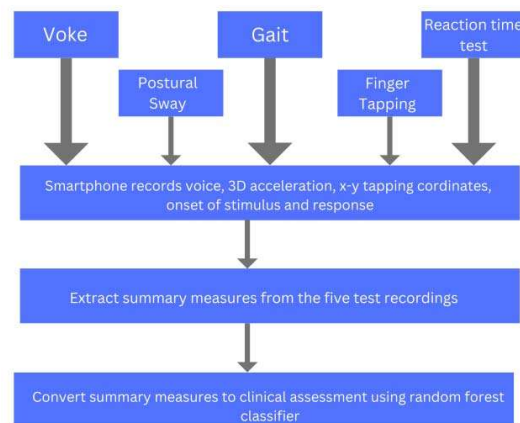 Voke
Gait
Reaction time
test
Postural
Sway
Finger
Tapping
Smartphone records voice, 3D acceleration, x-y tapping cordinates,
onset of stimulus and response
Extract summary measures from the five test recordings
Convert summary measures to clinical assessment using random forest
classifier